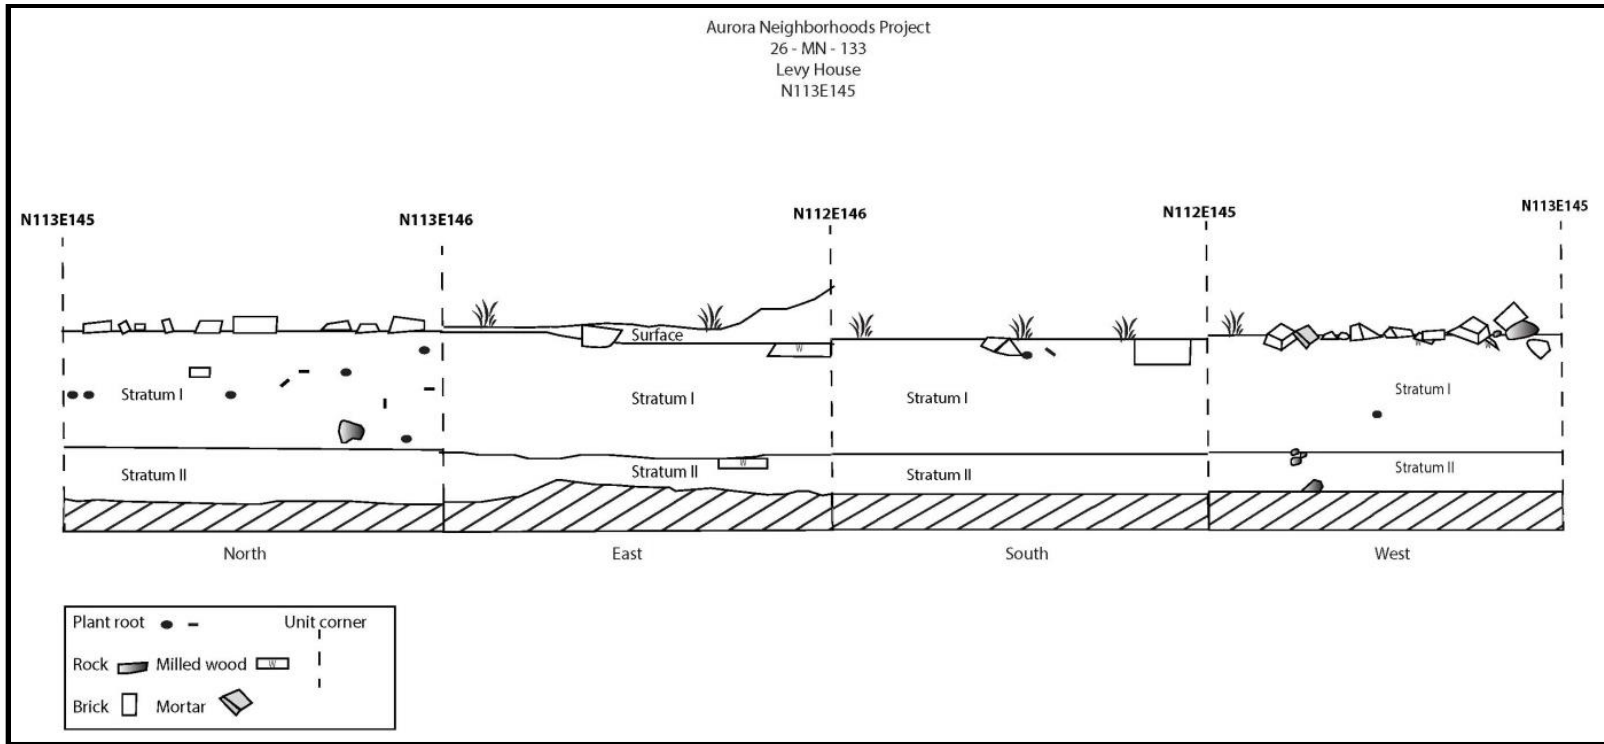 Aurora Neighborhoods Project
26 - MN - 133
Levy House
N113E145
N113E145
N113E146
N112E146
N112E145
N113E145
Surface
W
Stratum I
Stratum I
Stratum I
Stratum I
W
Stratum II
Stratum II
Stratum II
Stratum II
North
East
South
West
Plant root
Unit corner
Rock
Milled wood
W
Brick
Mortar